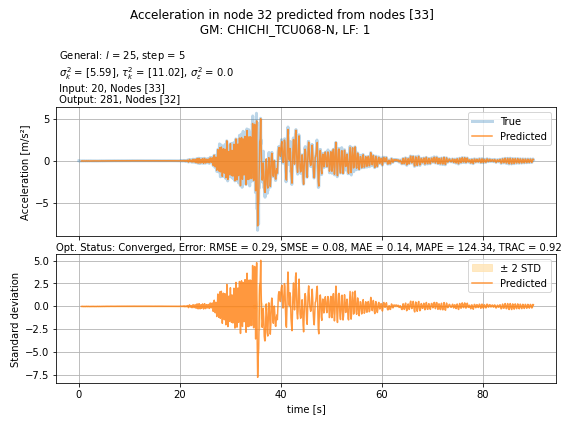 Acceleration in node 32 predicted from nodes [33]
GM: CHICHI_TCU068-N, LF: 1
General: l = 25, step = 5
σ²ₖ = [5.59], τ²ₖ = [11.02], σ²ε = 0.0
Input: 20, Nodes [33]
Output: 281, Nodes [32]
Acceleration [m/s²]
5
0
−5
True
Predicted
Opt. Status: Converged, Error: RMSE = 0.29, SMSE = 0.08, MAE = 0.14, MAPE = 124.34, TRAC = 0.92
Standard deviation
5.0
2.5
0.0
−2.5
−5.0
−7.5
± 2 STD
Predicted
0 20 40 60 80
time [s]